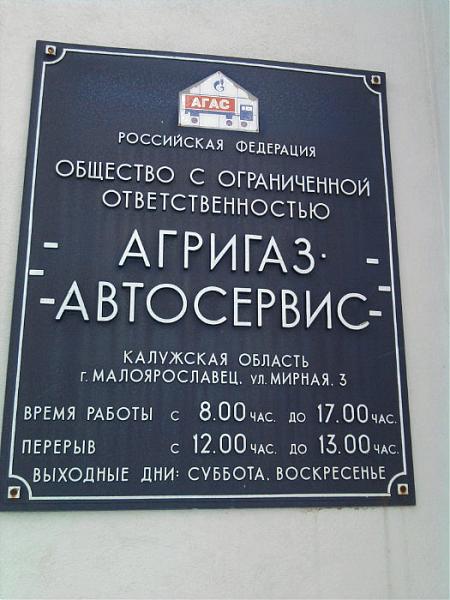 АГАС
РОССИЙСКАЯ ФЕДЕРАЦИЯ
ОБЩЕСТВО С ОГРАНИЧЕННОЙ
ОТВЕТСТВЕННОСТЬЮ
АГРИГАЗ-
-АВТОСЕРВИС-
КАЛУЖСКАЯ ОБЛАСТЬ
г. МАЛОЯРОСЛАВЕЦ, ул. МИРНАЯ, 3
ВРЕМЯ РАБОТЫ С 8.00 ЧАС. ДО 17.00 ЧАС.
ПЕРЕРЫВ С 12.00 ЧАС. ДО 13.00 ЧАС.
ВЫХОДНЫЕ ДНИ: СУББОТА, ВОСКРЕСЕНЬЕ